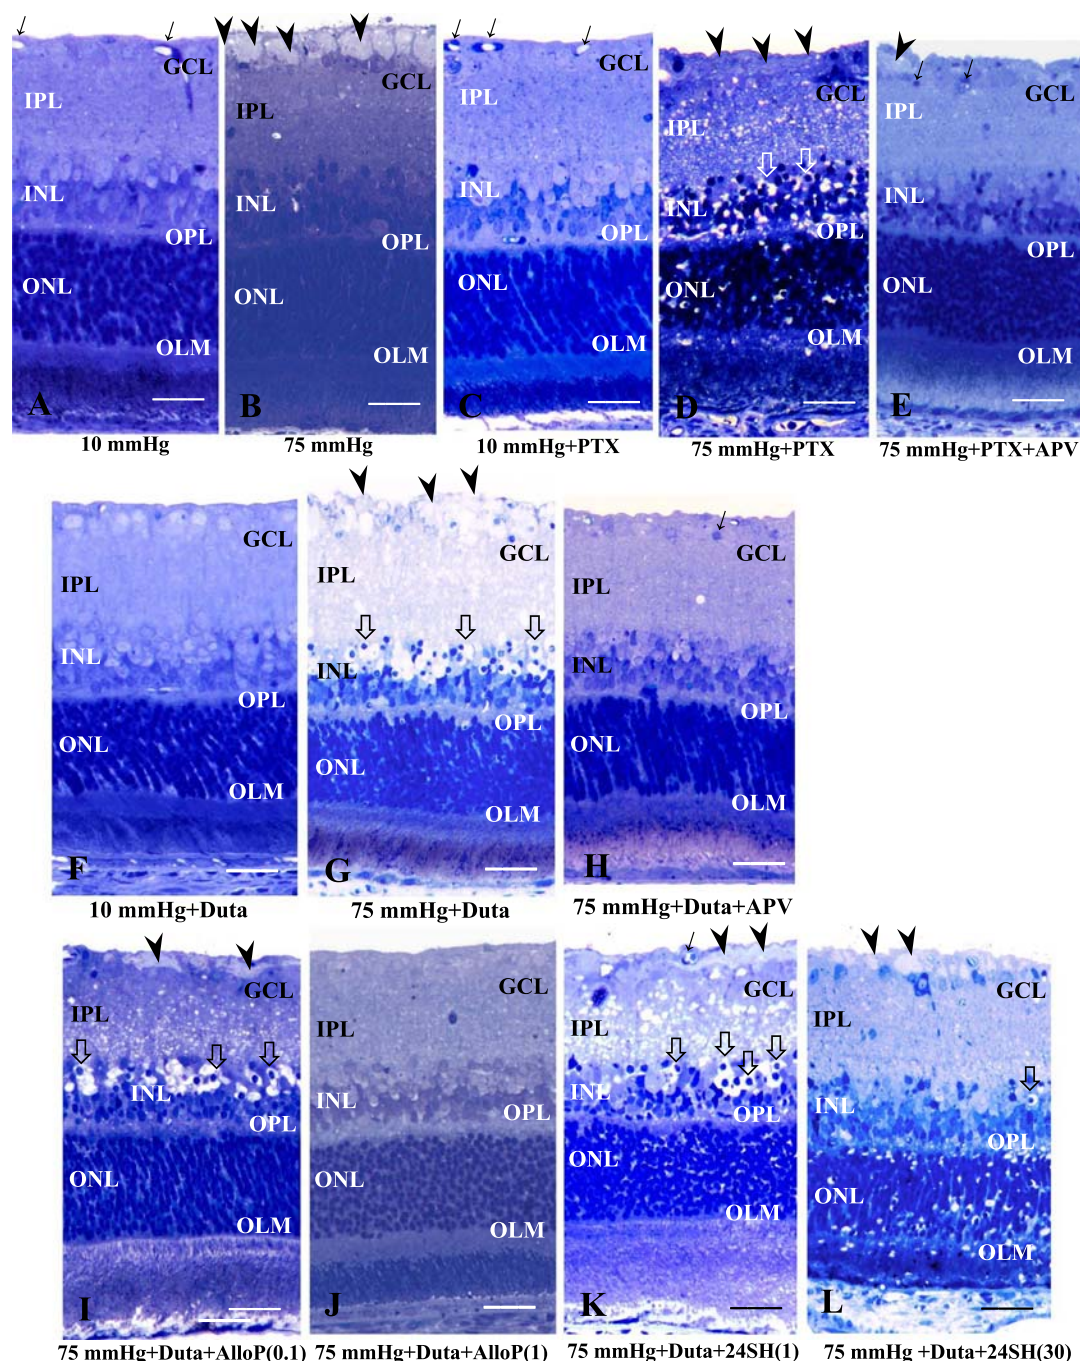 GCL
IPL
INL
OPL
ONL
OLM
A
10 mmHg
GCL
IPL
INL
OPL
ONL
OLM
B
75 mmHg
GCL
IPL
INL
OPL
ONL
OLM
C
10 mmHg+PTX
GCL
IPL
INL
OPL
ONL
OLM
D
75 mmHg+PTX
GCL
IPL
INL
OPL
ONL
OLM
E
75 mmHg+PTX+APV
GCL
IPL
INL
OPL
ONL
OLM
F
10 mmHg+Duta
GCL
IPL
INL
OPL
ONL
OLM
G
75 mmHg+Duta
GCL
IPL
INL
OPL
ONL
OLM
H
75 mmHg+Duta+APV
GCL
IPL
INL
OPL
ONL
OLM
I
75 mmHg+Duta+AlloP(0.1)
GCL
IPL
INL
OPL
ONL
OLM
J
75 mmHg+Duta+AlloP(1)
GCL
IPL
INL
OPL
ONL
OLM
K
75 mmHg+Duta+24SH(1)
GCL
IPL
INL
OPL
ONL
OLM
L
75 mmHg +Duta+24SH(30)